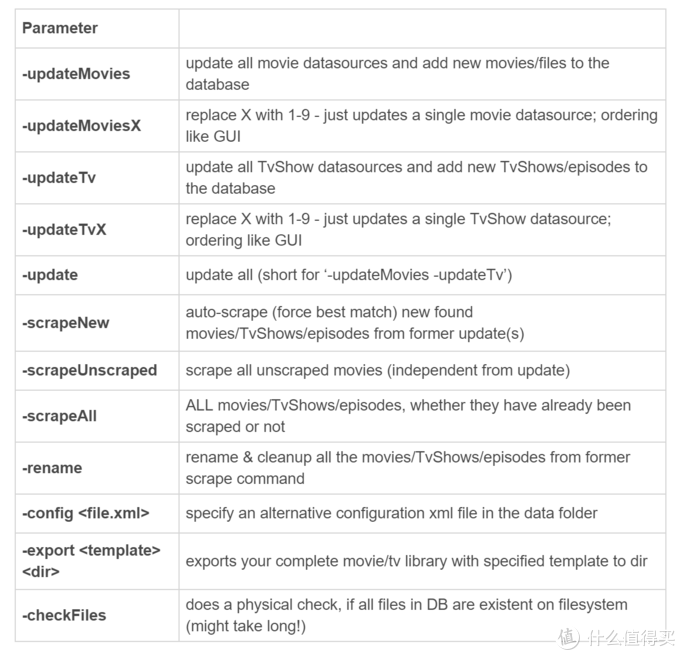 Parameter
-updateMovies
update all movie datasources and add new movies/files to the
database
-updateMoviesX
replace X with 1-9 - just updates a single movie datasource; ordering
like GUI
-updateTv
update all TvShow datasources and add new TvShows/episodes to
the database
-updateTvX
replace X with 1-9 - just updates a single TvShow datasource;
ordering like GUI
-update
update all (short for ‘-updateMovies -updateTv’)
-scrapeNew
auto-scrape (force best match) new found
movies/TvShows/episodes from former update(s)
-scrapeUnscraped
scrape all unscraped movies (independent from update)
-scrapeAll
ALL movies/TvShows/episodes, whether they have already been
scraped or not
-rename
rename & cleanup all the movies/TvShows/episodes from former
scrape command
-config <file.xml>
specify an alternative configuration xml file in the data folder
-export <template>
<dir>
exports your complete movie/tv library with specified template to dir
-checkFiles
does a physical check, if all files in DB are existent on filesystem
(might take long!)
值 什么值得买